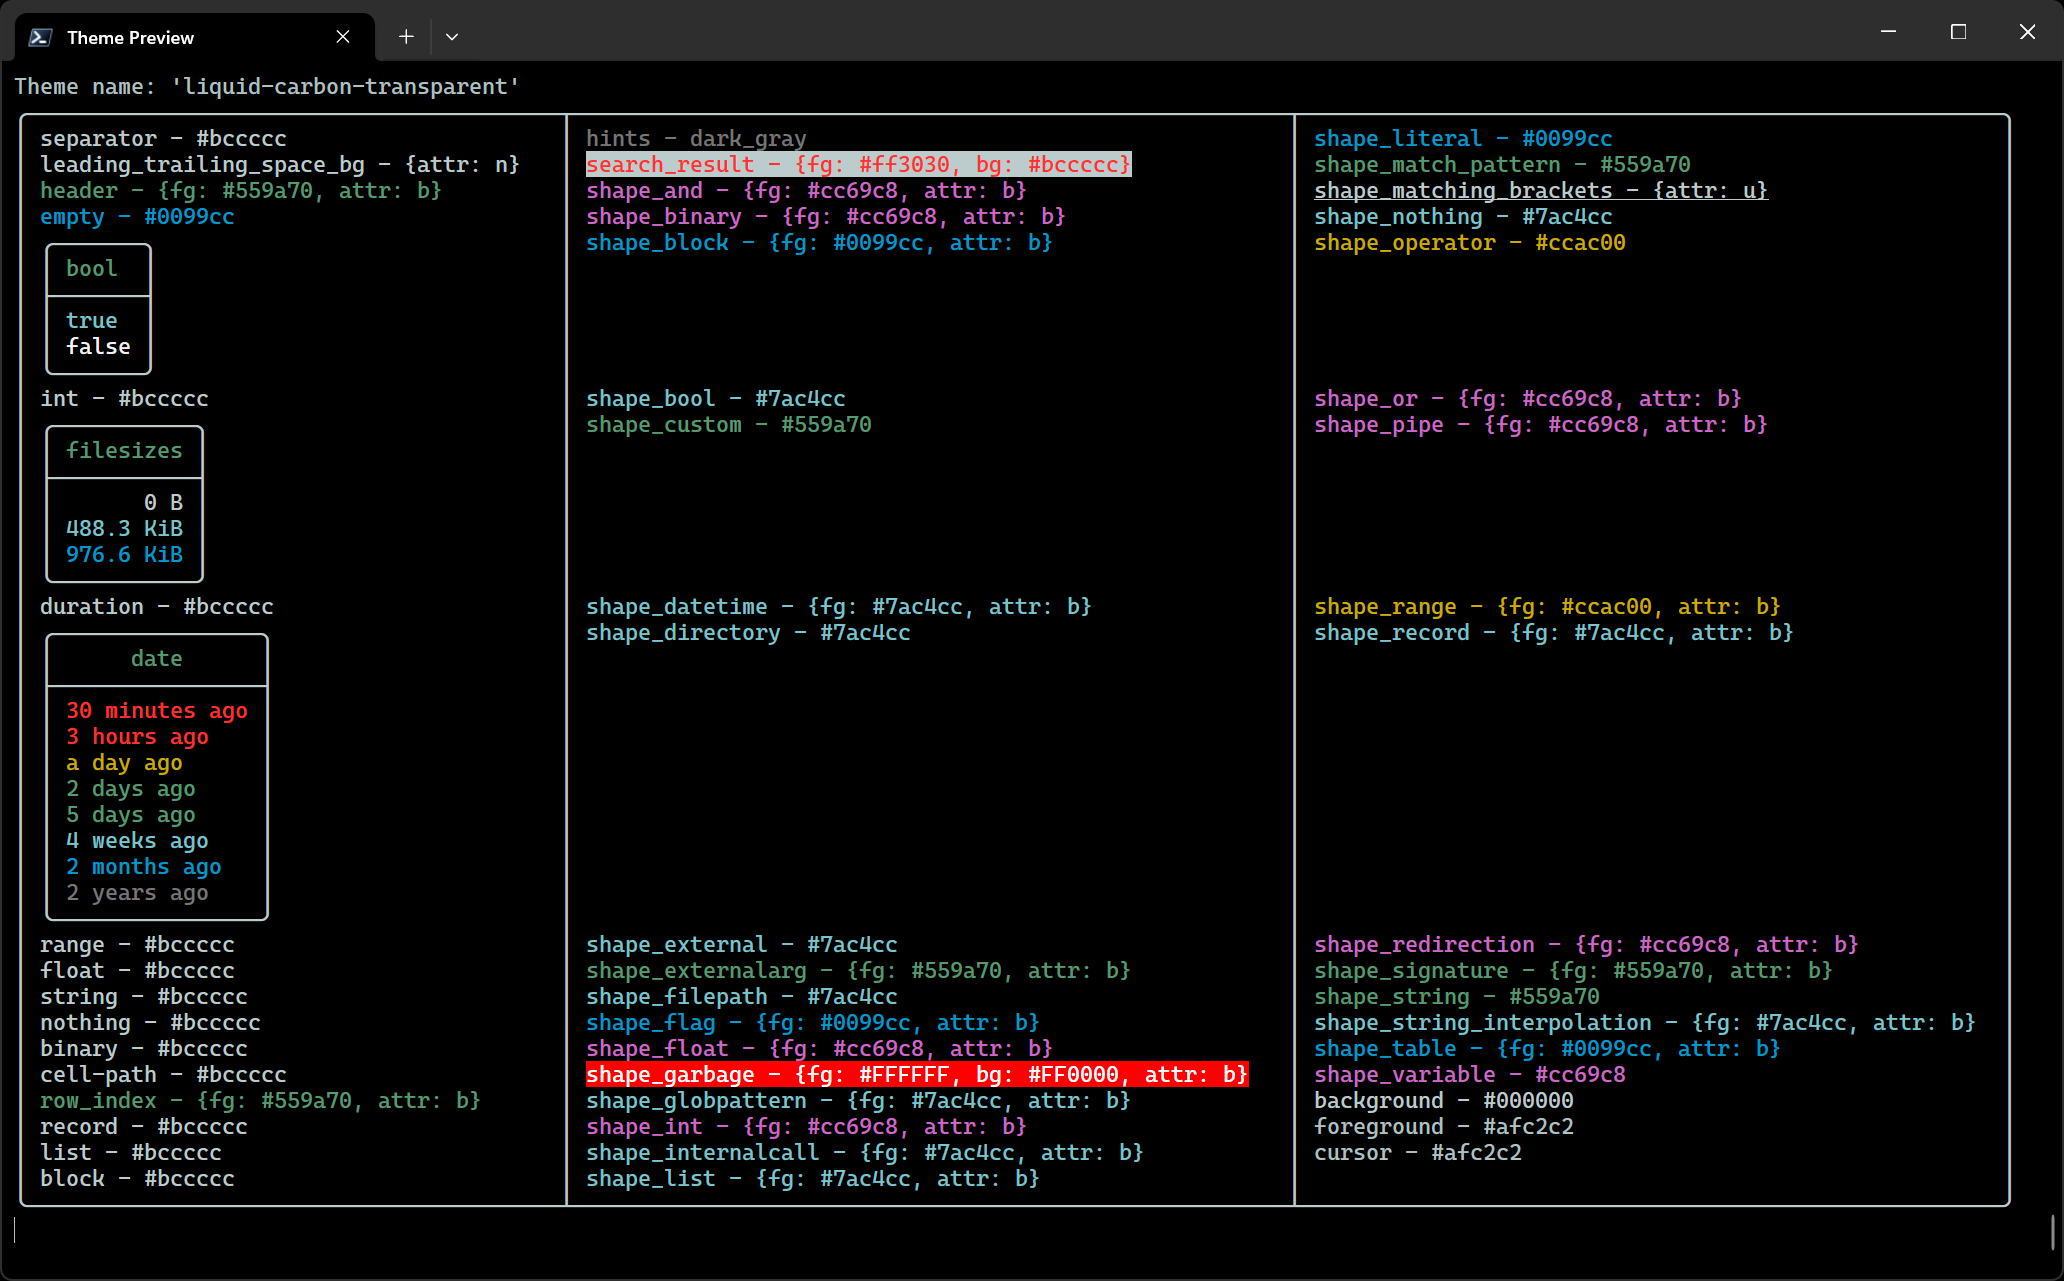 Theme Preview
Theme name: 'liquid-carbon-transparent'
separator - #bccccc
leading_trailing_space_bg - {attr: n}
header - {fg: #559a70, attr: b}
empty - #0099cc
bool
true
false
int - #bccccc
filesizes
0 B
488.3 KiB
976.6 KiB
duration - #bccccc
date
30 minutes ago
3 hours ago
a day ago
2 days ago
5 days ago
4 weeks ago
2 months ago
2 years ago
range - #bccccc
float - #bccccc
string - #bccccc
nothing - #bccccc
binary - #bccccc
cell-path - #bccccc
row_index - {fg: #559a70, attr: b}
record - #bccccc
list - #bccccc
block - #bccccc
hints - dark_gray
search_result - {fg: #ff3030, bg: #bccccc}
shape_and - {fg: #cc69c8, attr: b}
shape_binary - {fg: #cc69c8, attr: b}
shape_block - {fg: #0099cc, attr: b}
shape_bool - #7ac4cc
shape_custom - #559a70
shape_datetime - {fg: #7ac4cc, attr: b}
shape_directory - #7ac4cc
shape_external - #7ac4cc
shape_externalarg - {fg: #559a70, attr: b}
shape_filepath - #7ac4cc
shape_flag - {fg: #0099cc, attr: b}
shape_float - {fg: #cc69c8, attr: b}
shape_garbage - {fg: #FFFFFF, bg: #FF0000, attr: b}
shape_globpattern - {fg: #7ac4cc, attr: b}
shape_int - {fg: #cc69c8, attr: b}
shape_internalcall - {fg: #7ac4cc, attr: b}
shape_list - {fg: #7ac4cc, attr: b}
shape_literal - #0099cc
shape_match_pattern - #559a70
shape_matching_brackets - {attr: u}
shape_nothing - #7ac4cc
shape_operator - #ccac00
shape_or - {fg: #cc69c8, attr: b}
shape_pipe - {fg: #cc69c8, attr: b}
shape_range - {fg: #ccac00, attr: b}
shape_record - {fg: #7ac4cc, attr: b}
shape_redirection - {fg: #cc69c8, attr: b}
shape_signature - {fg: #559a70, attr: b}
shape_string - #559a70
shape_string_interpolation - {fg: #7ac4cc, attr: b}
shape_table - {fg: #0099cc, attr: b}
shape_variable - #cc69c8
background - #000000
foreground - #afc2c2
cursor - #afc2c2